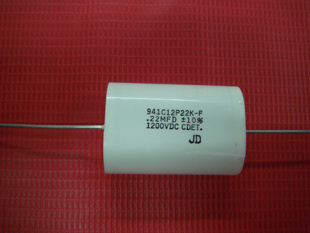 941C12P22K-F
.22MFD ±10%
1200VDC CDET.
JD